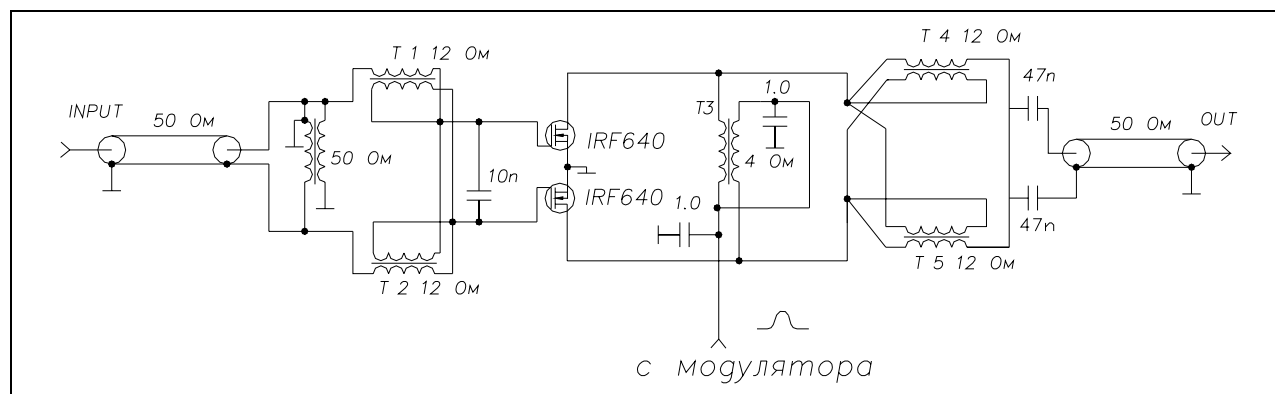 INPUT
50 Ом
50 Ом
T 1 12 Ом
T 2 12 Ом
10n
IRF640
IRF640
T3
1.0
4 Ом
1.0
T 4 12 Ом
T 5 12 Ом
47n
47n
50 Ом
OUT
с модулятора